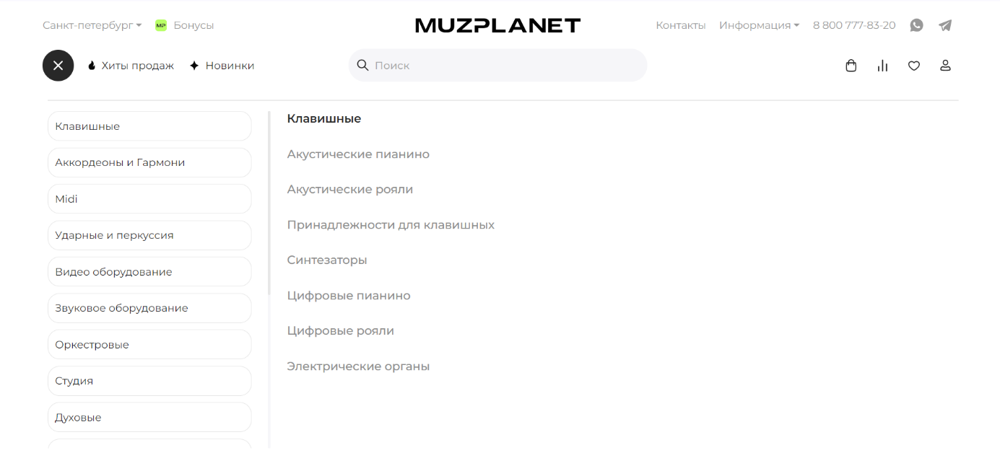 Санкт-петербург
MP Бонусы
MUZPLANET
Контакты
Информация
8 800 777-83-20
Хиты продаж
Новинки
Поиск
Клавишные
Аккордеоны и Гармони
Midi
Ударные и перкуссия
Видео оборудование
Звуковое оборудование
Оркестровые
Студия
Духовые
Клавишные
Акустические пианино
Акустические рояли
Принадлежности для клавишных
Синтезаторы
Цифровые пианино
Цифровые рояли
Электрические органы